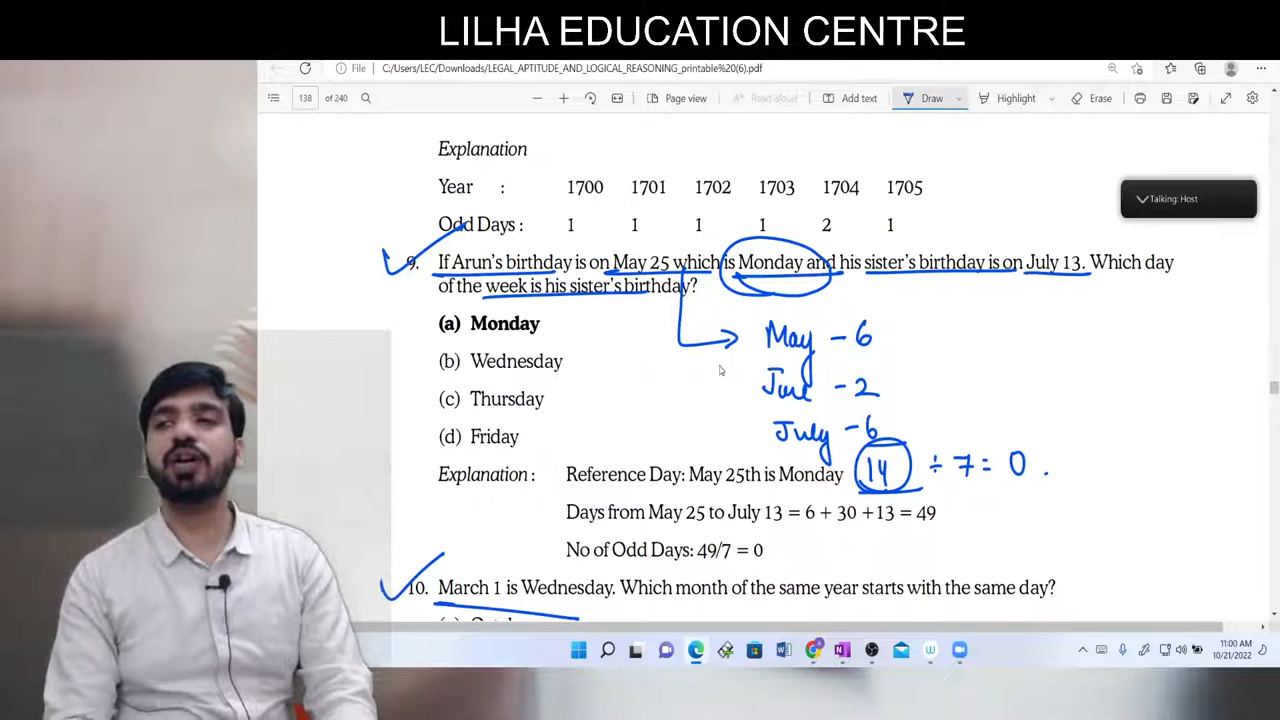 LILHA EDUCATION CENTRE
File C:/Users/LEC/Downloads/LEGAL_APTITUDE_AND_LOGICAL_REASONING_printable%20(6).pdf
138 of 240 Page view Read aloud Add text Draw Highlight Erase
Explanation
Year : 1700 1701 1702 1703 1704 1705
Talking: Host
Odd Days : 1 1 1 1 2 1
9. If Arun's birthday is on May 25 which is Monday and his sister's birthday is on July 13. Which day
of the week is his sister's birthday?
(a) Monday
May - 6
(b) Wednesday
June - 2
(c) Thursday
July - 6
(d) Friday
14 ÷ 7 = 0 .
Explanation : Reference Day: May 25th is Monday
Days from May 25 to July 13 = 6 + 30 +13 = 49
No of Odd Days: 49/7 = 0
10. March 1 is Wednesday. Which month of the same year starts with the same day?
11:00 AM
10/21/2022